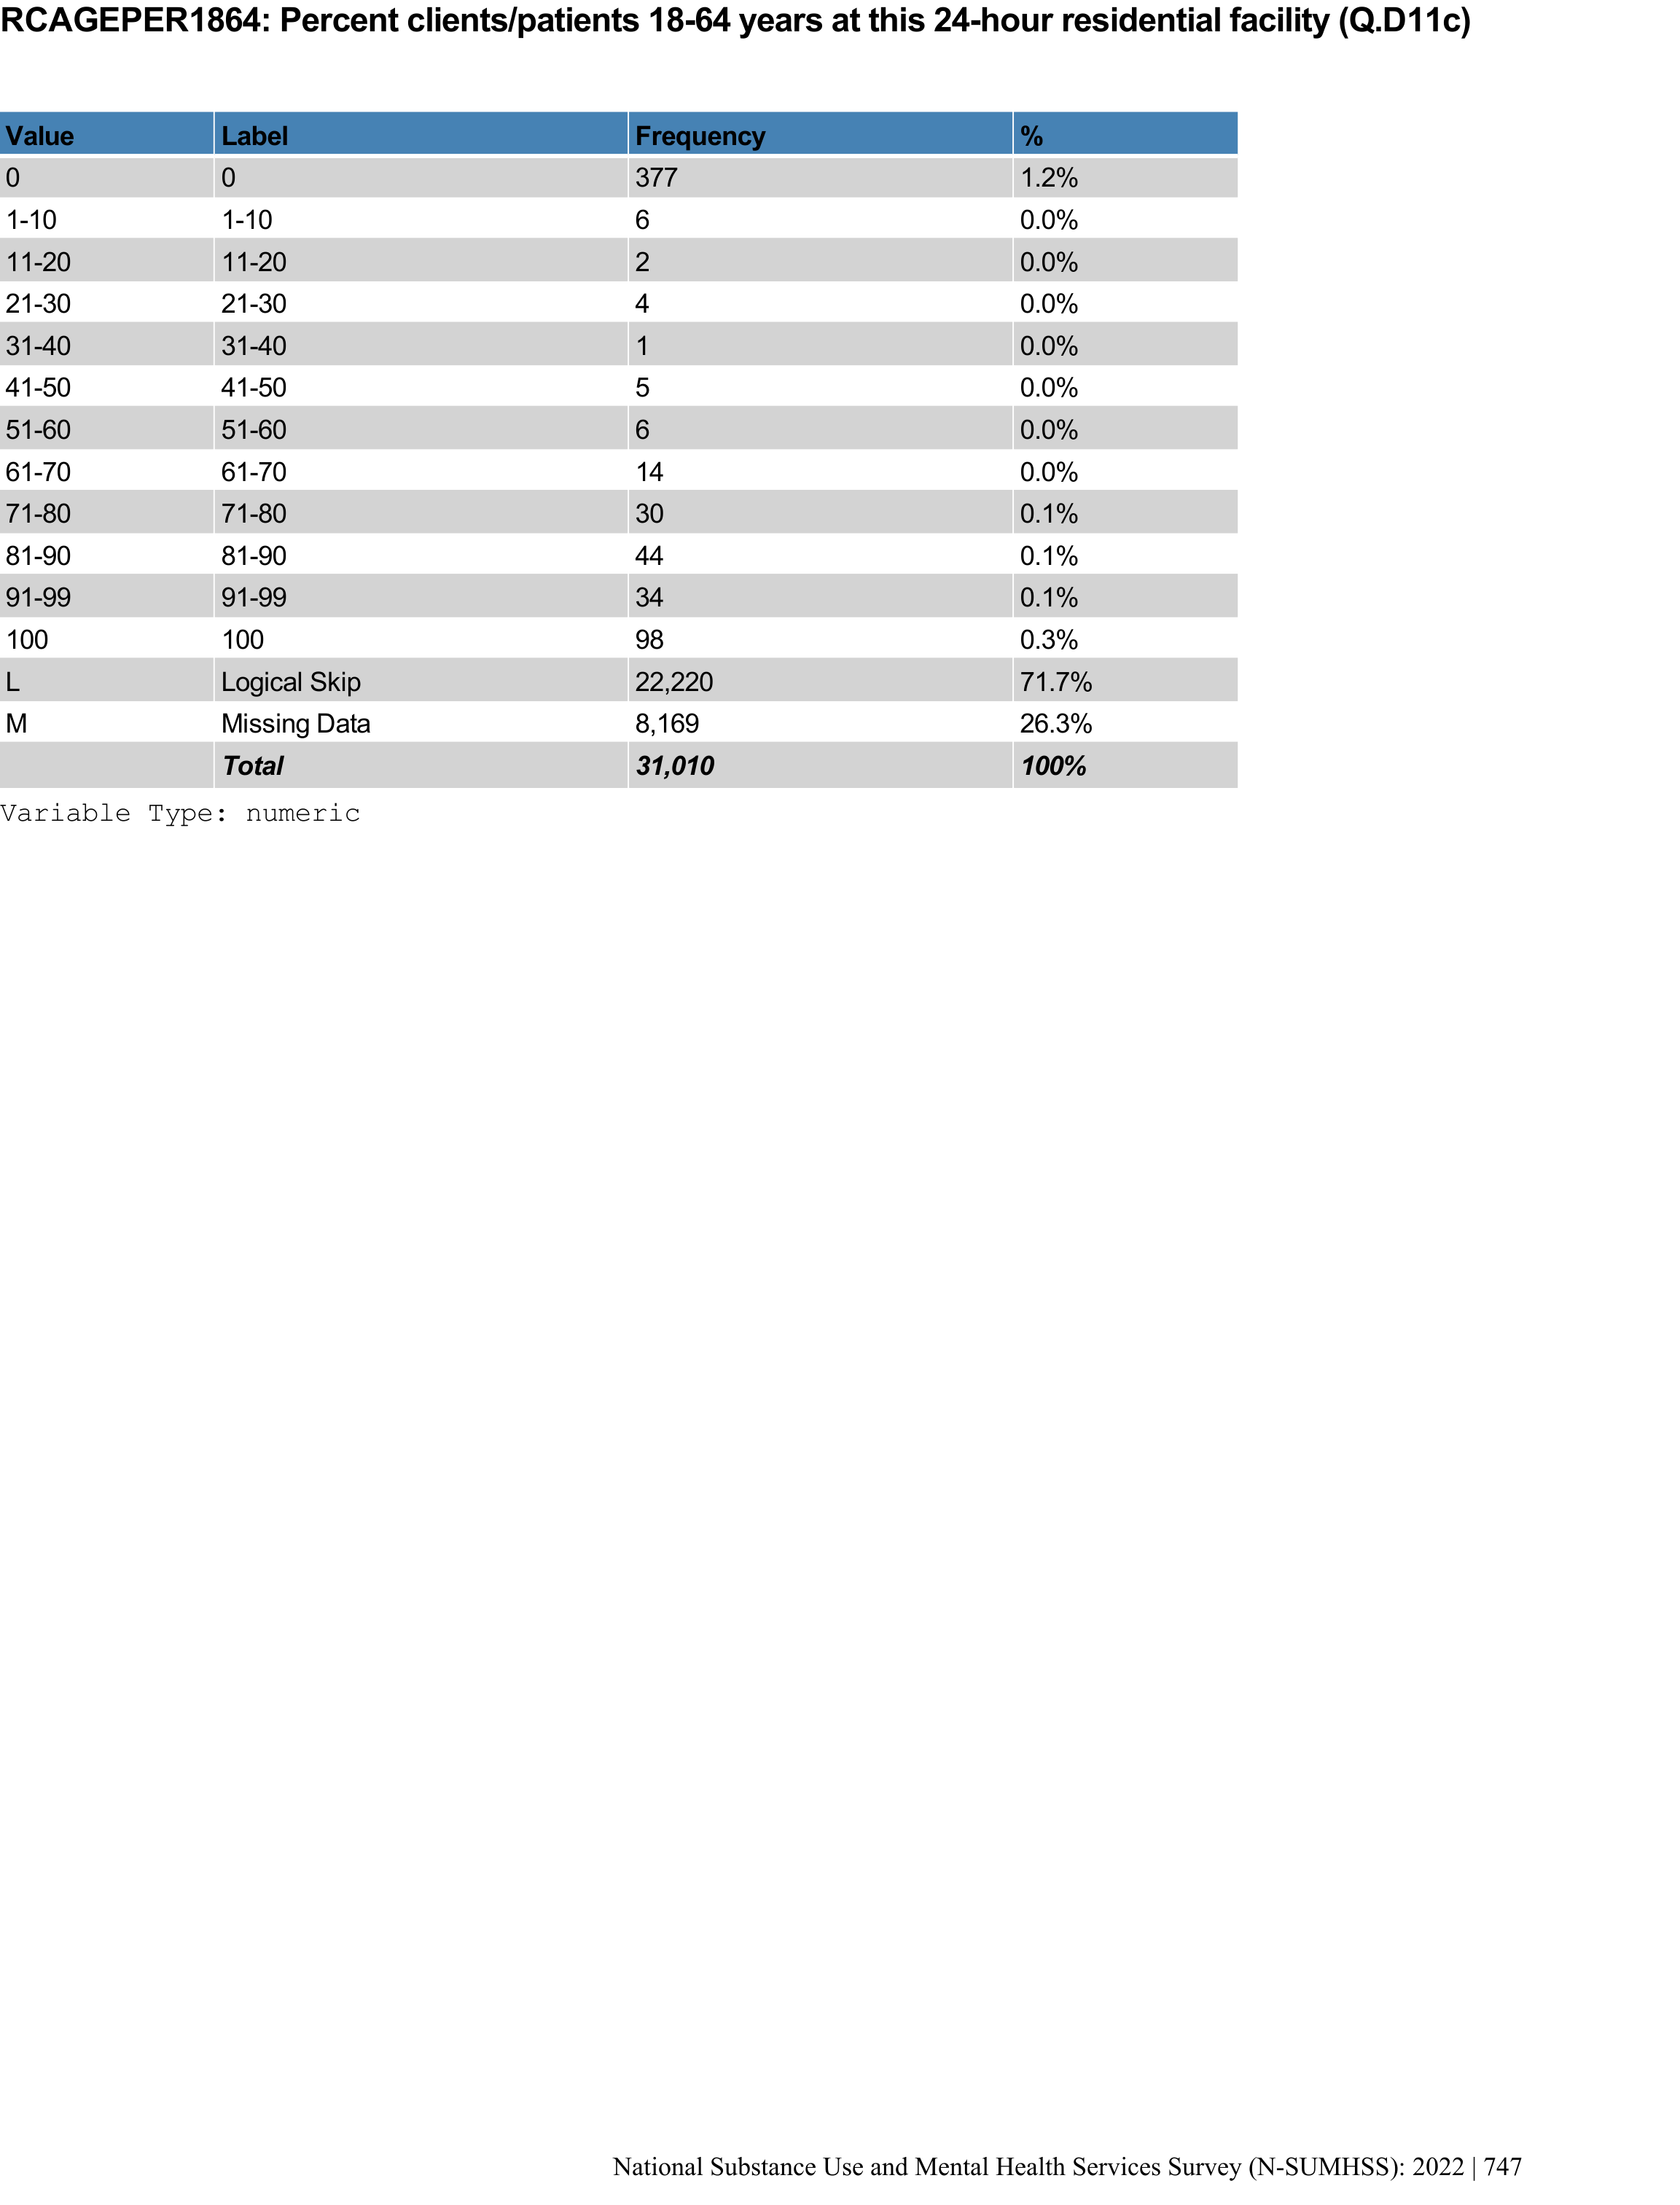 RCAGEPER1864: Percent clients/patients 18-64 years at this 24-hour residential facility (Q.D11c)
Value Label Frequency %
0 0 377 1.2%
1-10 1-10 6 0.0%
11-20 11-20 2 0.0%
21-30 21-30 4 0.0%
31-40 31-40 1 0.0%
41-50 41-50 5 0.0%
51-60 51-60 6 0.0%
61-70 61-70 14 0.0%
71-80 71-80 30 0.1%
81-90 81-90 44 0.1%
91-99 91-99 34 0.1%
100 100 98 0.3%
L Logical Skip 22,220 71.7%
M Missing Data 8,169 26.3%
Total 31,010 100%
Variable Type: numeric
National Substance Use and Mental Health Services Survey (N-SUMHSS): 2022 | 747